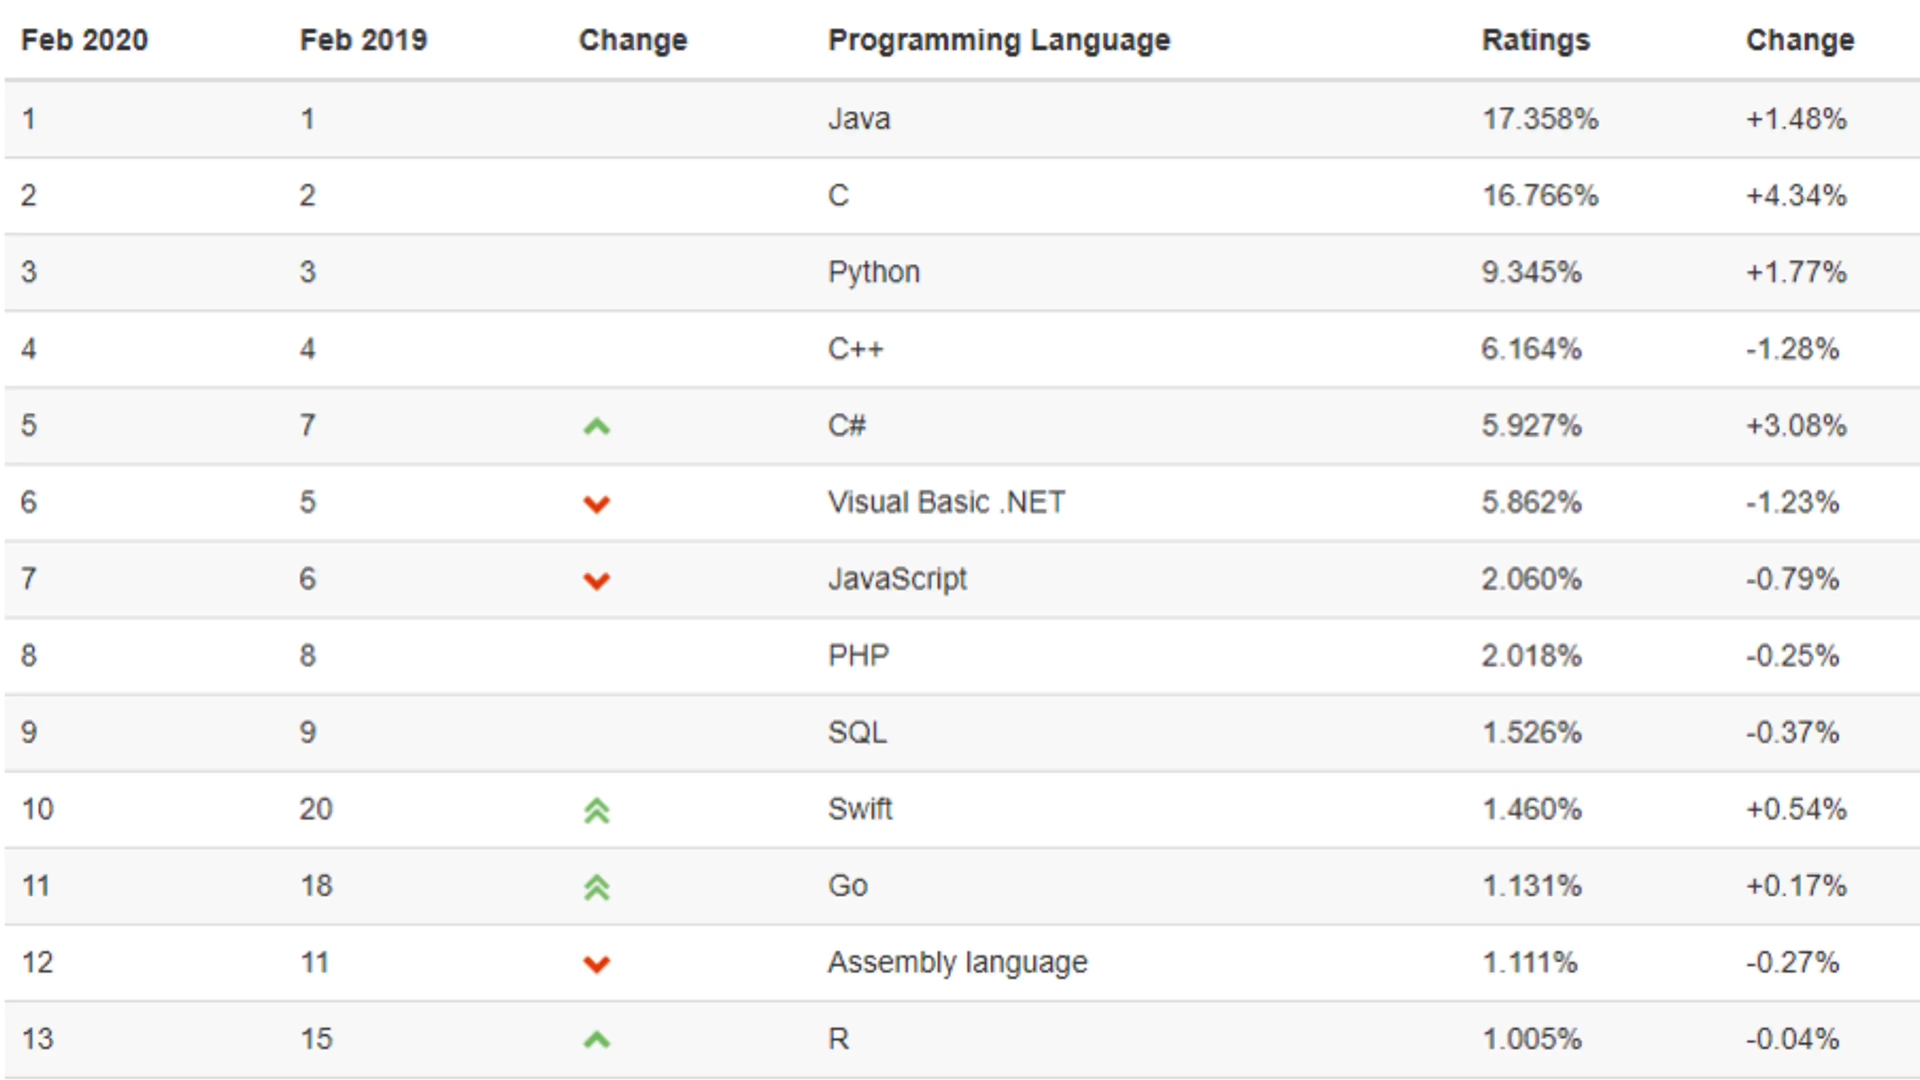 Feb 2020 Feb 2019 Change Programming Language Ratings Change
1 1 Java 17.358% +1.48%
2 2 C 16.766% +4.34%
3 3 Python 9.345% +1.77%
4 4 C++ 6.164% -1.28%
5 7 C# 5.927% +3.08%
6 5 Visual Basic .NET 5.862% -1.23%
7 6 JavaScript 2.060% -0.79%
8 8 PHP 2.018% -0.25%
9 9 SQL 1.526% -0.37%
10 20 Swift 1.460% +0.54%
11 18 Go 1.131% +0.17%
12 11 Assembly language 1.111% -0.27%
13 15 R 1.005% -0.04%